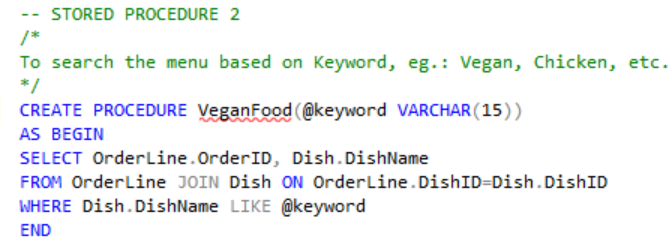 -- STORED PROCEDURE 2
/*
To search the menu based on Keyword, eg.: Vegan, Chicken, etc.
*/
CREATE PROCEDURE VeganFood(@keyword VARCHAR(15))
AS BEGIN
SELECT OrderLine.OrderID, Dish.DishName
FROM OrderLine JOIN Dish ON OrderLine.DishID=Dish.DishID
WHERE Dish.DishName LIKE @keyword
END